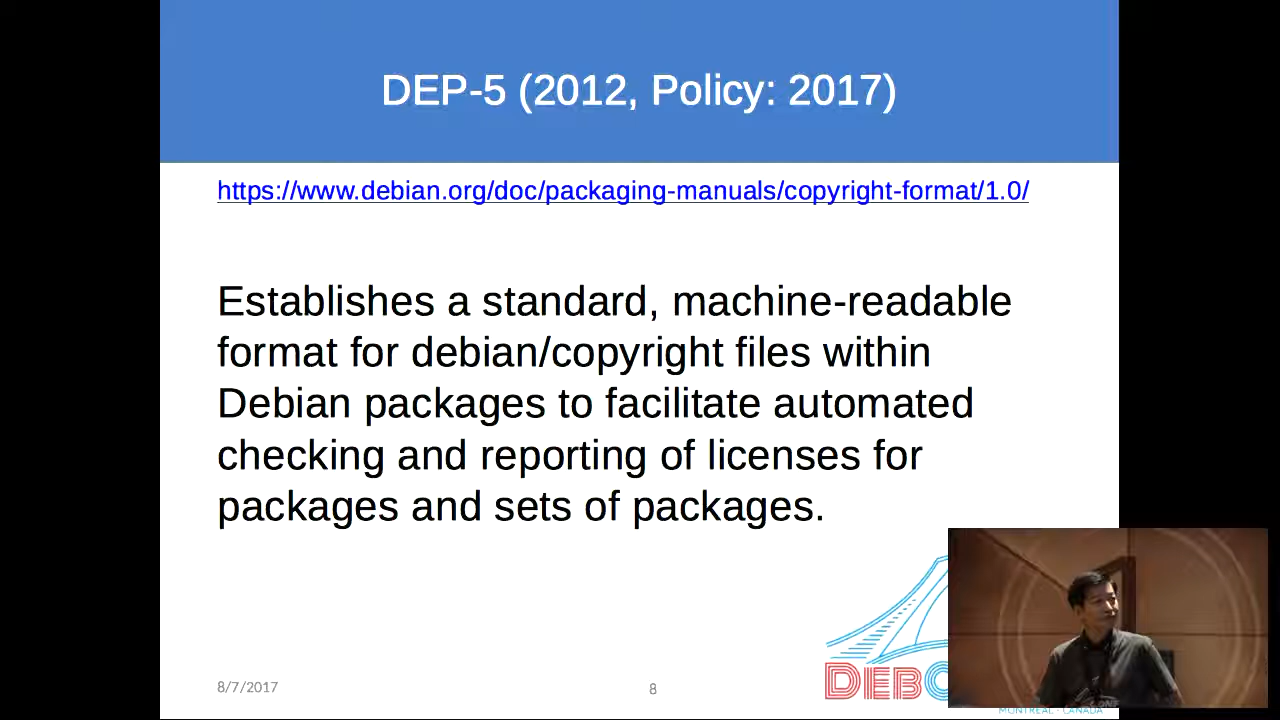 DEP-5 (2012, Policy: 2017)
https://www.debian.org/doc/packaging-manuals/copyright-format/1.0/
Establishes a standard, machine-readable
format for debian/copyright files within
Debian packages to facilitate automated
checking and reporting of licenses for
packages and sets of packages.
8/7/2017
8
DEB
MONTREAL · CANADA